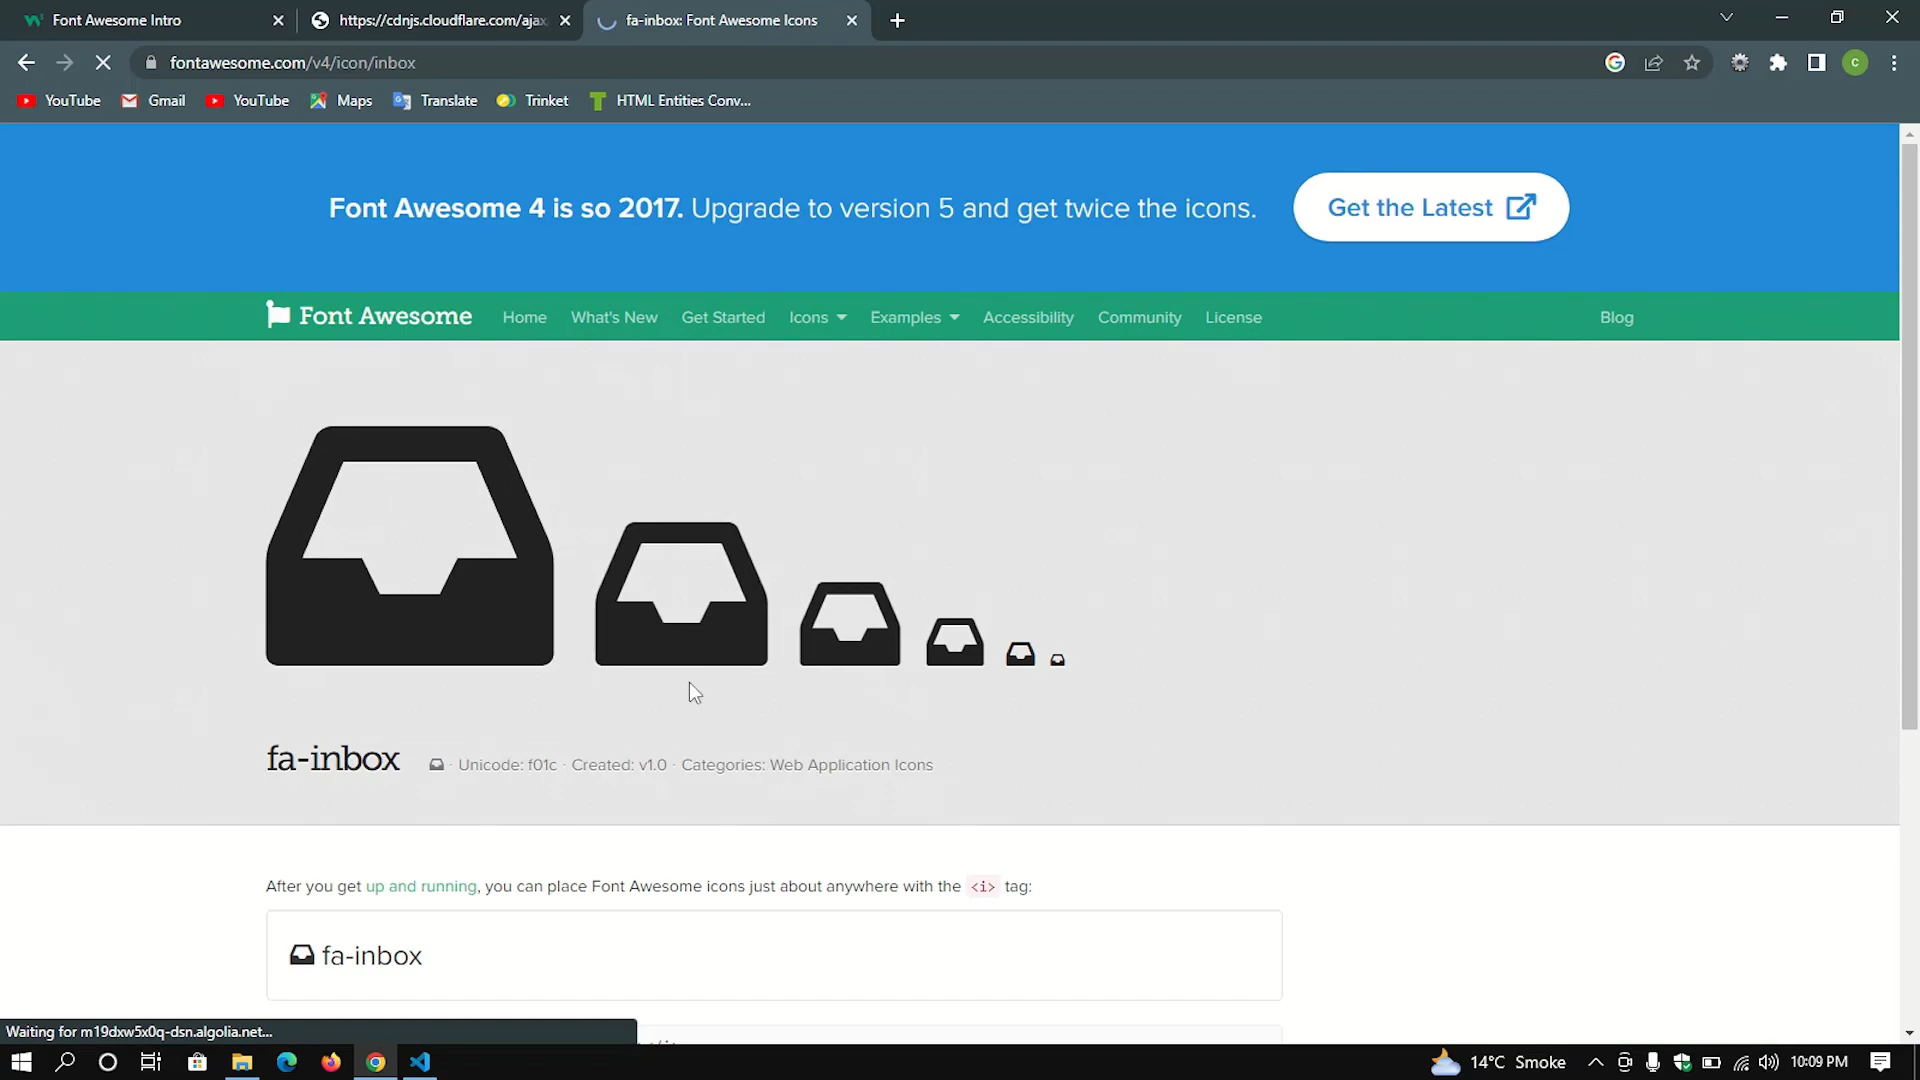 Font Awesome Intro
https://cdnjs.cloudflare.com/ajax
fa-inbox: Font Awesome Icons
fontawesome.com/v4/icon/inbox
C
YouTube
Gmail
YouTube
Maps
Translate
Trinket
HTML Entities Conv...
Font Awesome 4 is so 2017. Upgrade to version 5 and get twice the icons.
Get the Latest
Font Awesome
Home
What's New
Get Started
Icons
Examples
Accessibility
Community
License
Blog
fa-inbox
· Unicode: f01c · Created: v1.0 · Categories: Web Application Icons
After you get up and running, you can place Font Awesome icons just about anywhere with the <i> tag:
fa-inbox
Waiting for m19dxw5x0q-dsn.algolia.net...
14°C Smoke
10:09 PM